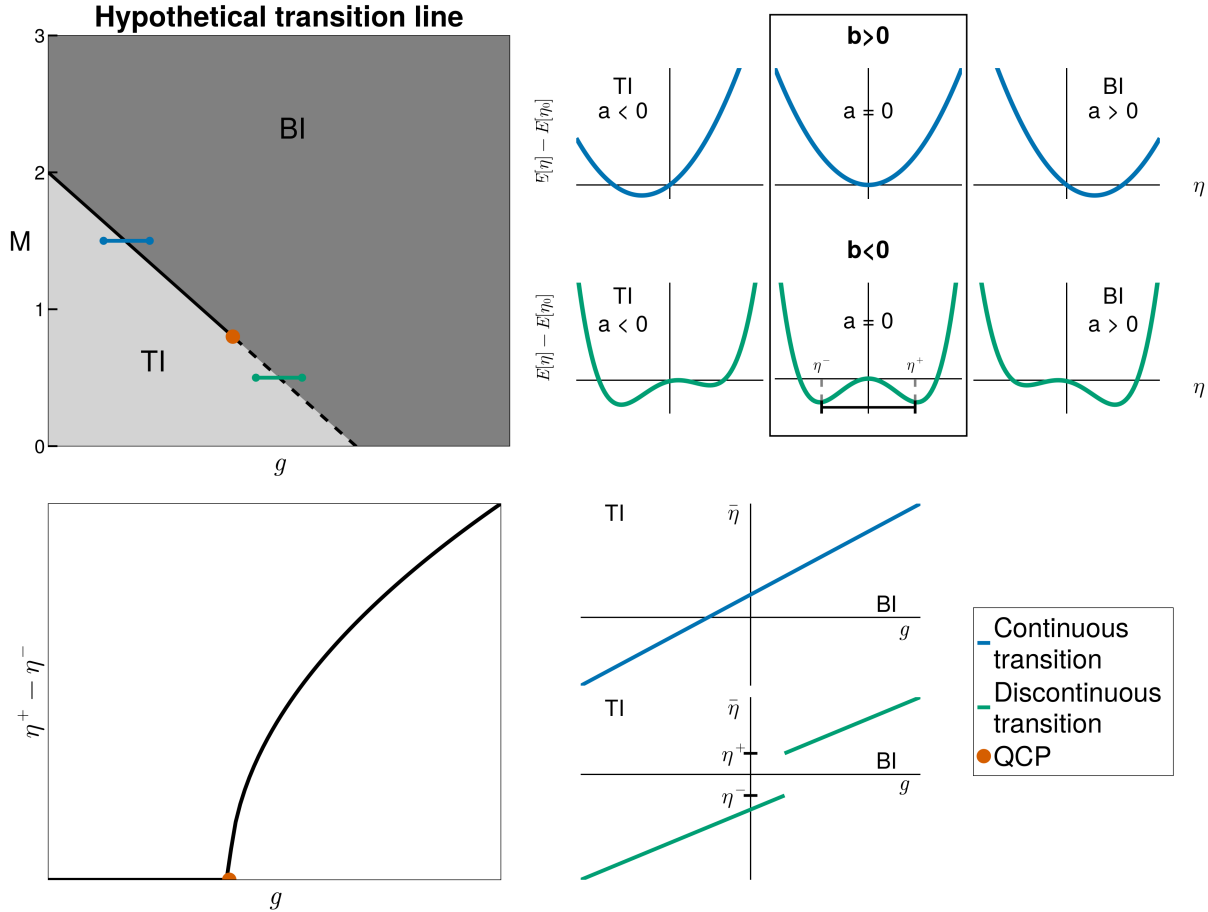 Hypothetical transition line
3
2
1
0
M
BI
TI
g
b>0
E[η] − E[η₀]
TI
a < 0
a = 0
BI
a > 0
η
b<0
E[η] − E[η₀]
TI
a < 0
a = 0
η⁻
η⁺
BI
a > 0
η
η⁺ − η⁻
g
TI
η̄
BI
g
TI
η̄
η⁺
BI
g
η⁻
Continuous
transition
Discontinuous
transition
QCP